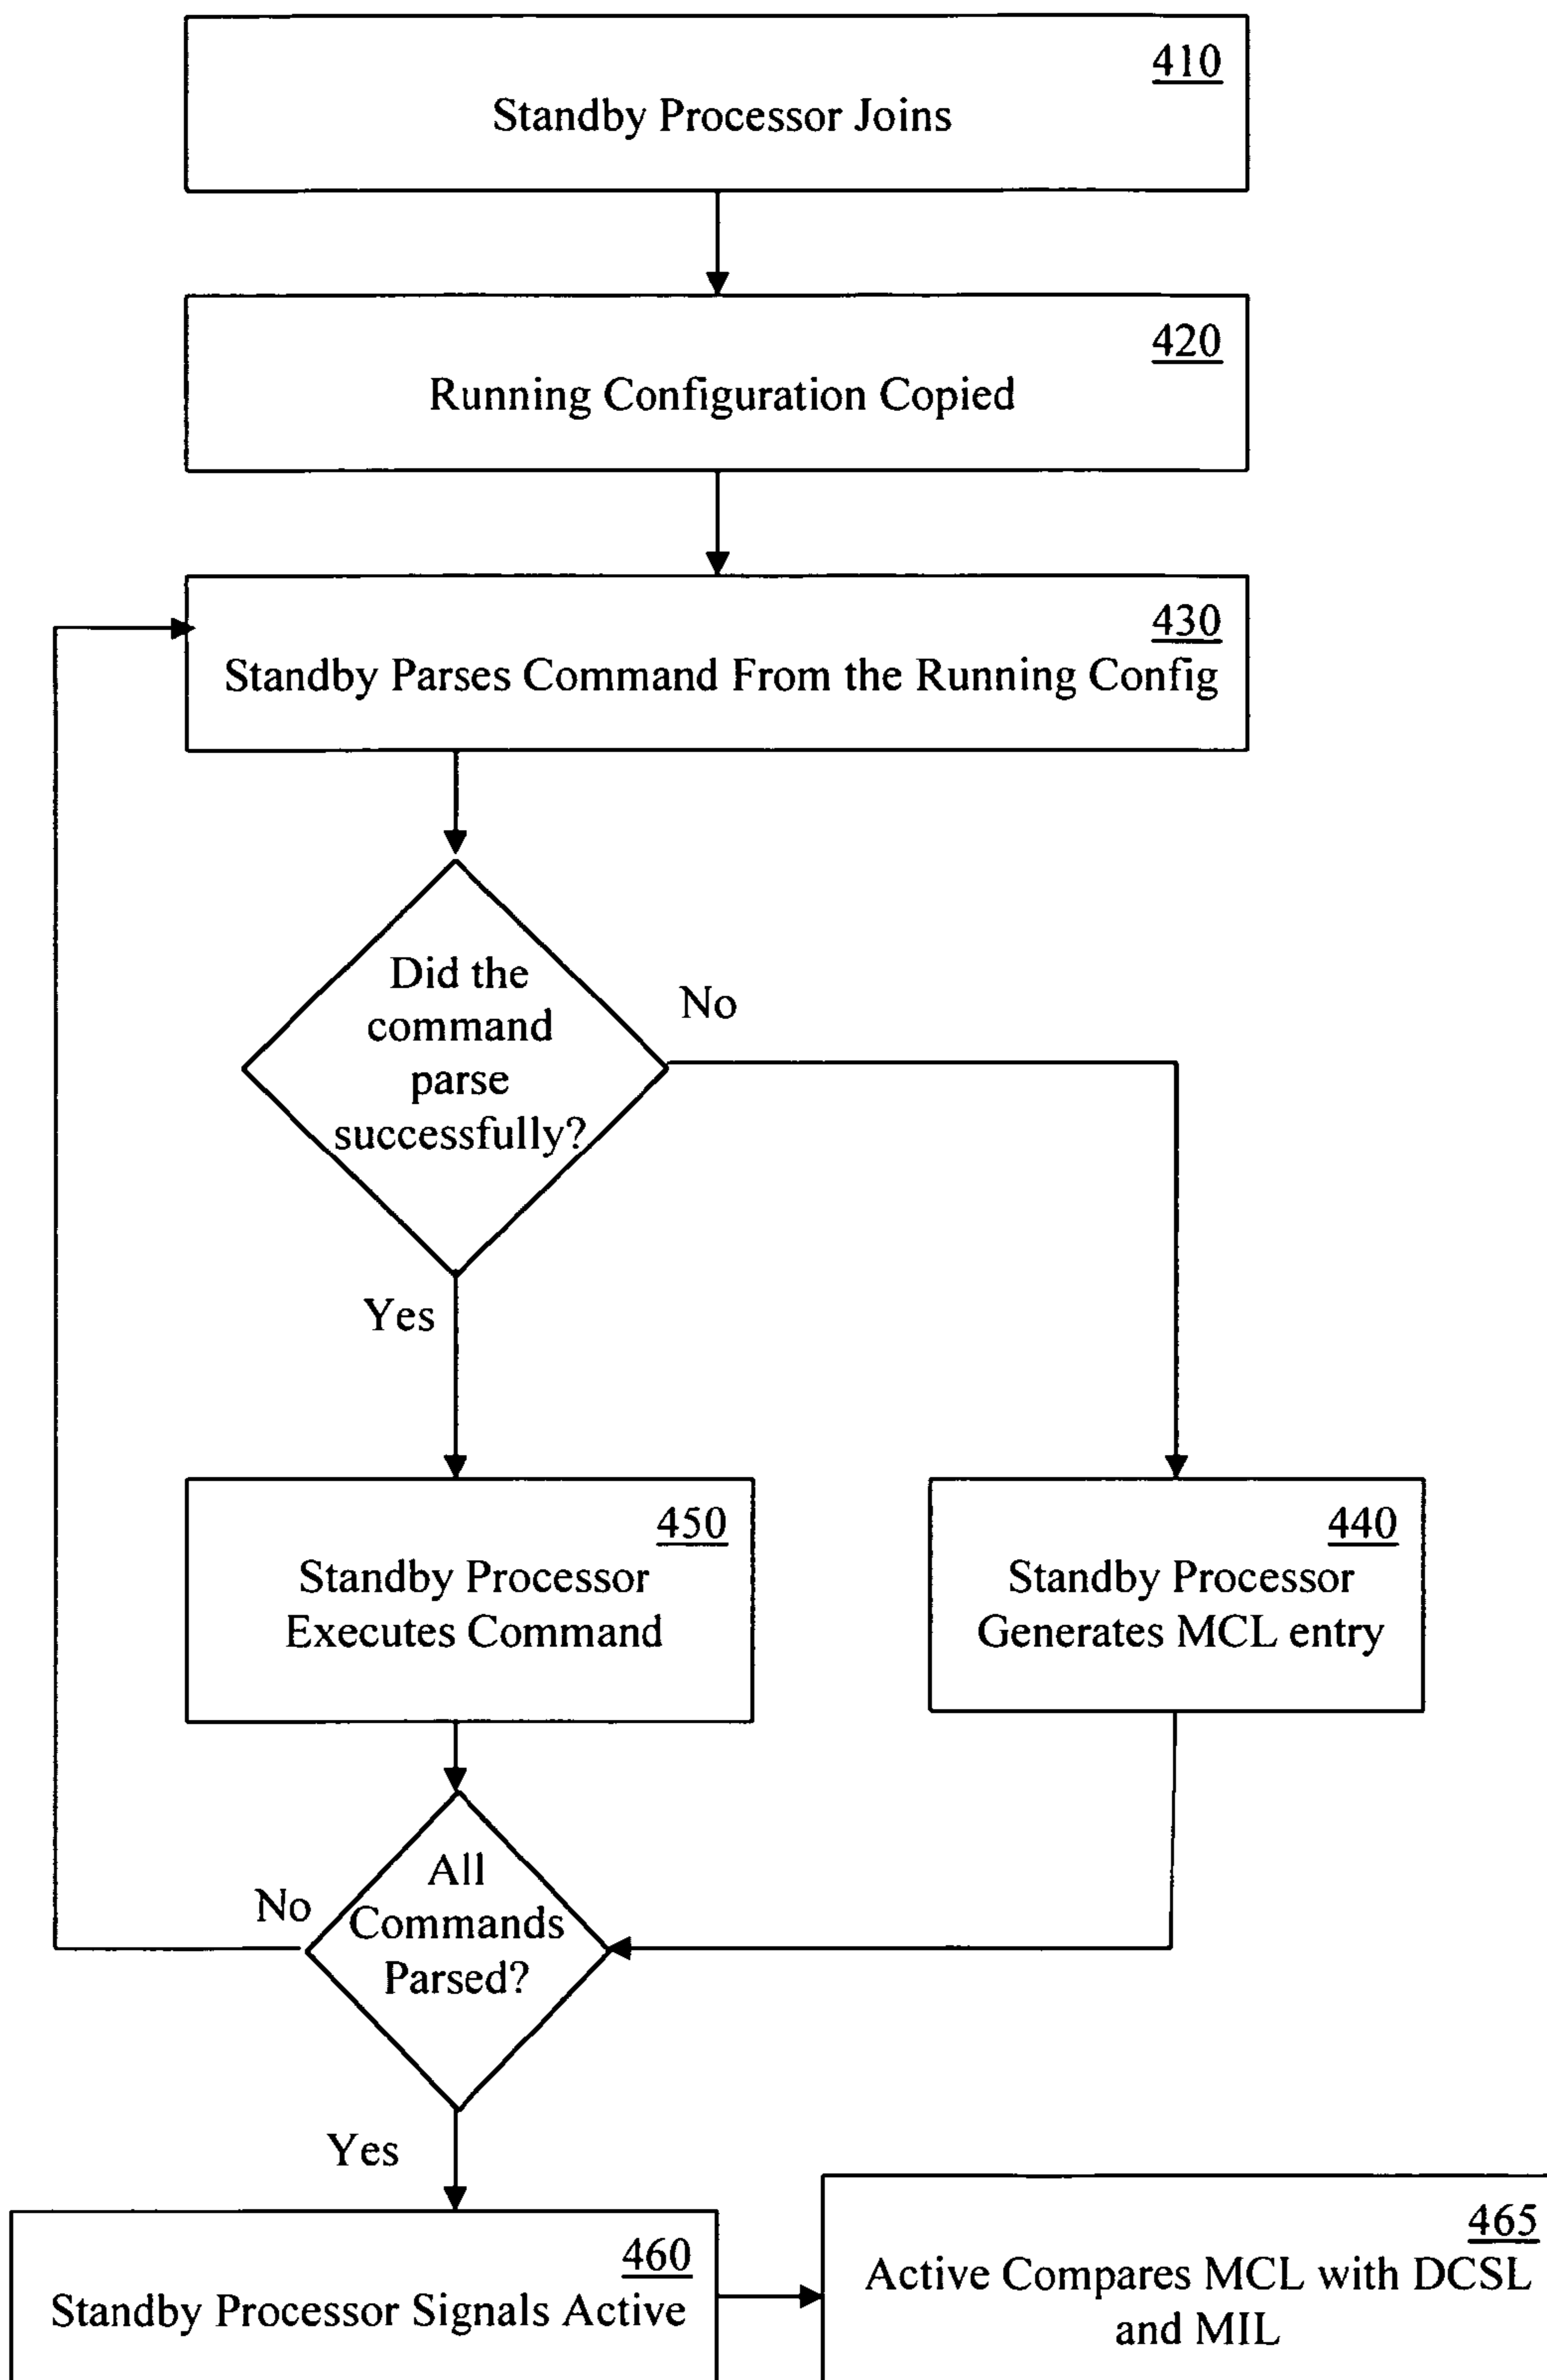 410
Standby Processor Joins
420
Running Configuration Copied
430
Standby Parses Command From the Running Config
Did the
command
parse
successfully?
No
Yes
450
Standby Processor
Executes Command
440
Standby Processor
Generates MCL entry
All
Commands
Parsed?
No
Yes
460
Standby Processor Signals Active
465
Active Compares MCL with DCSL
and MIL